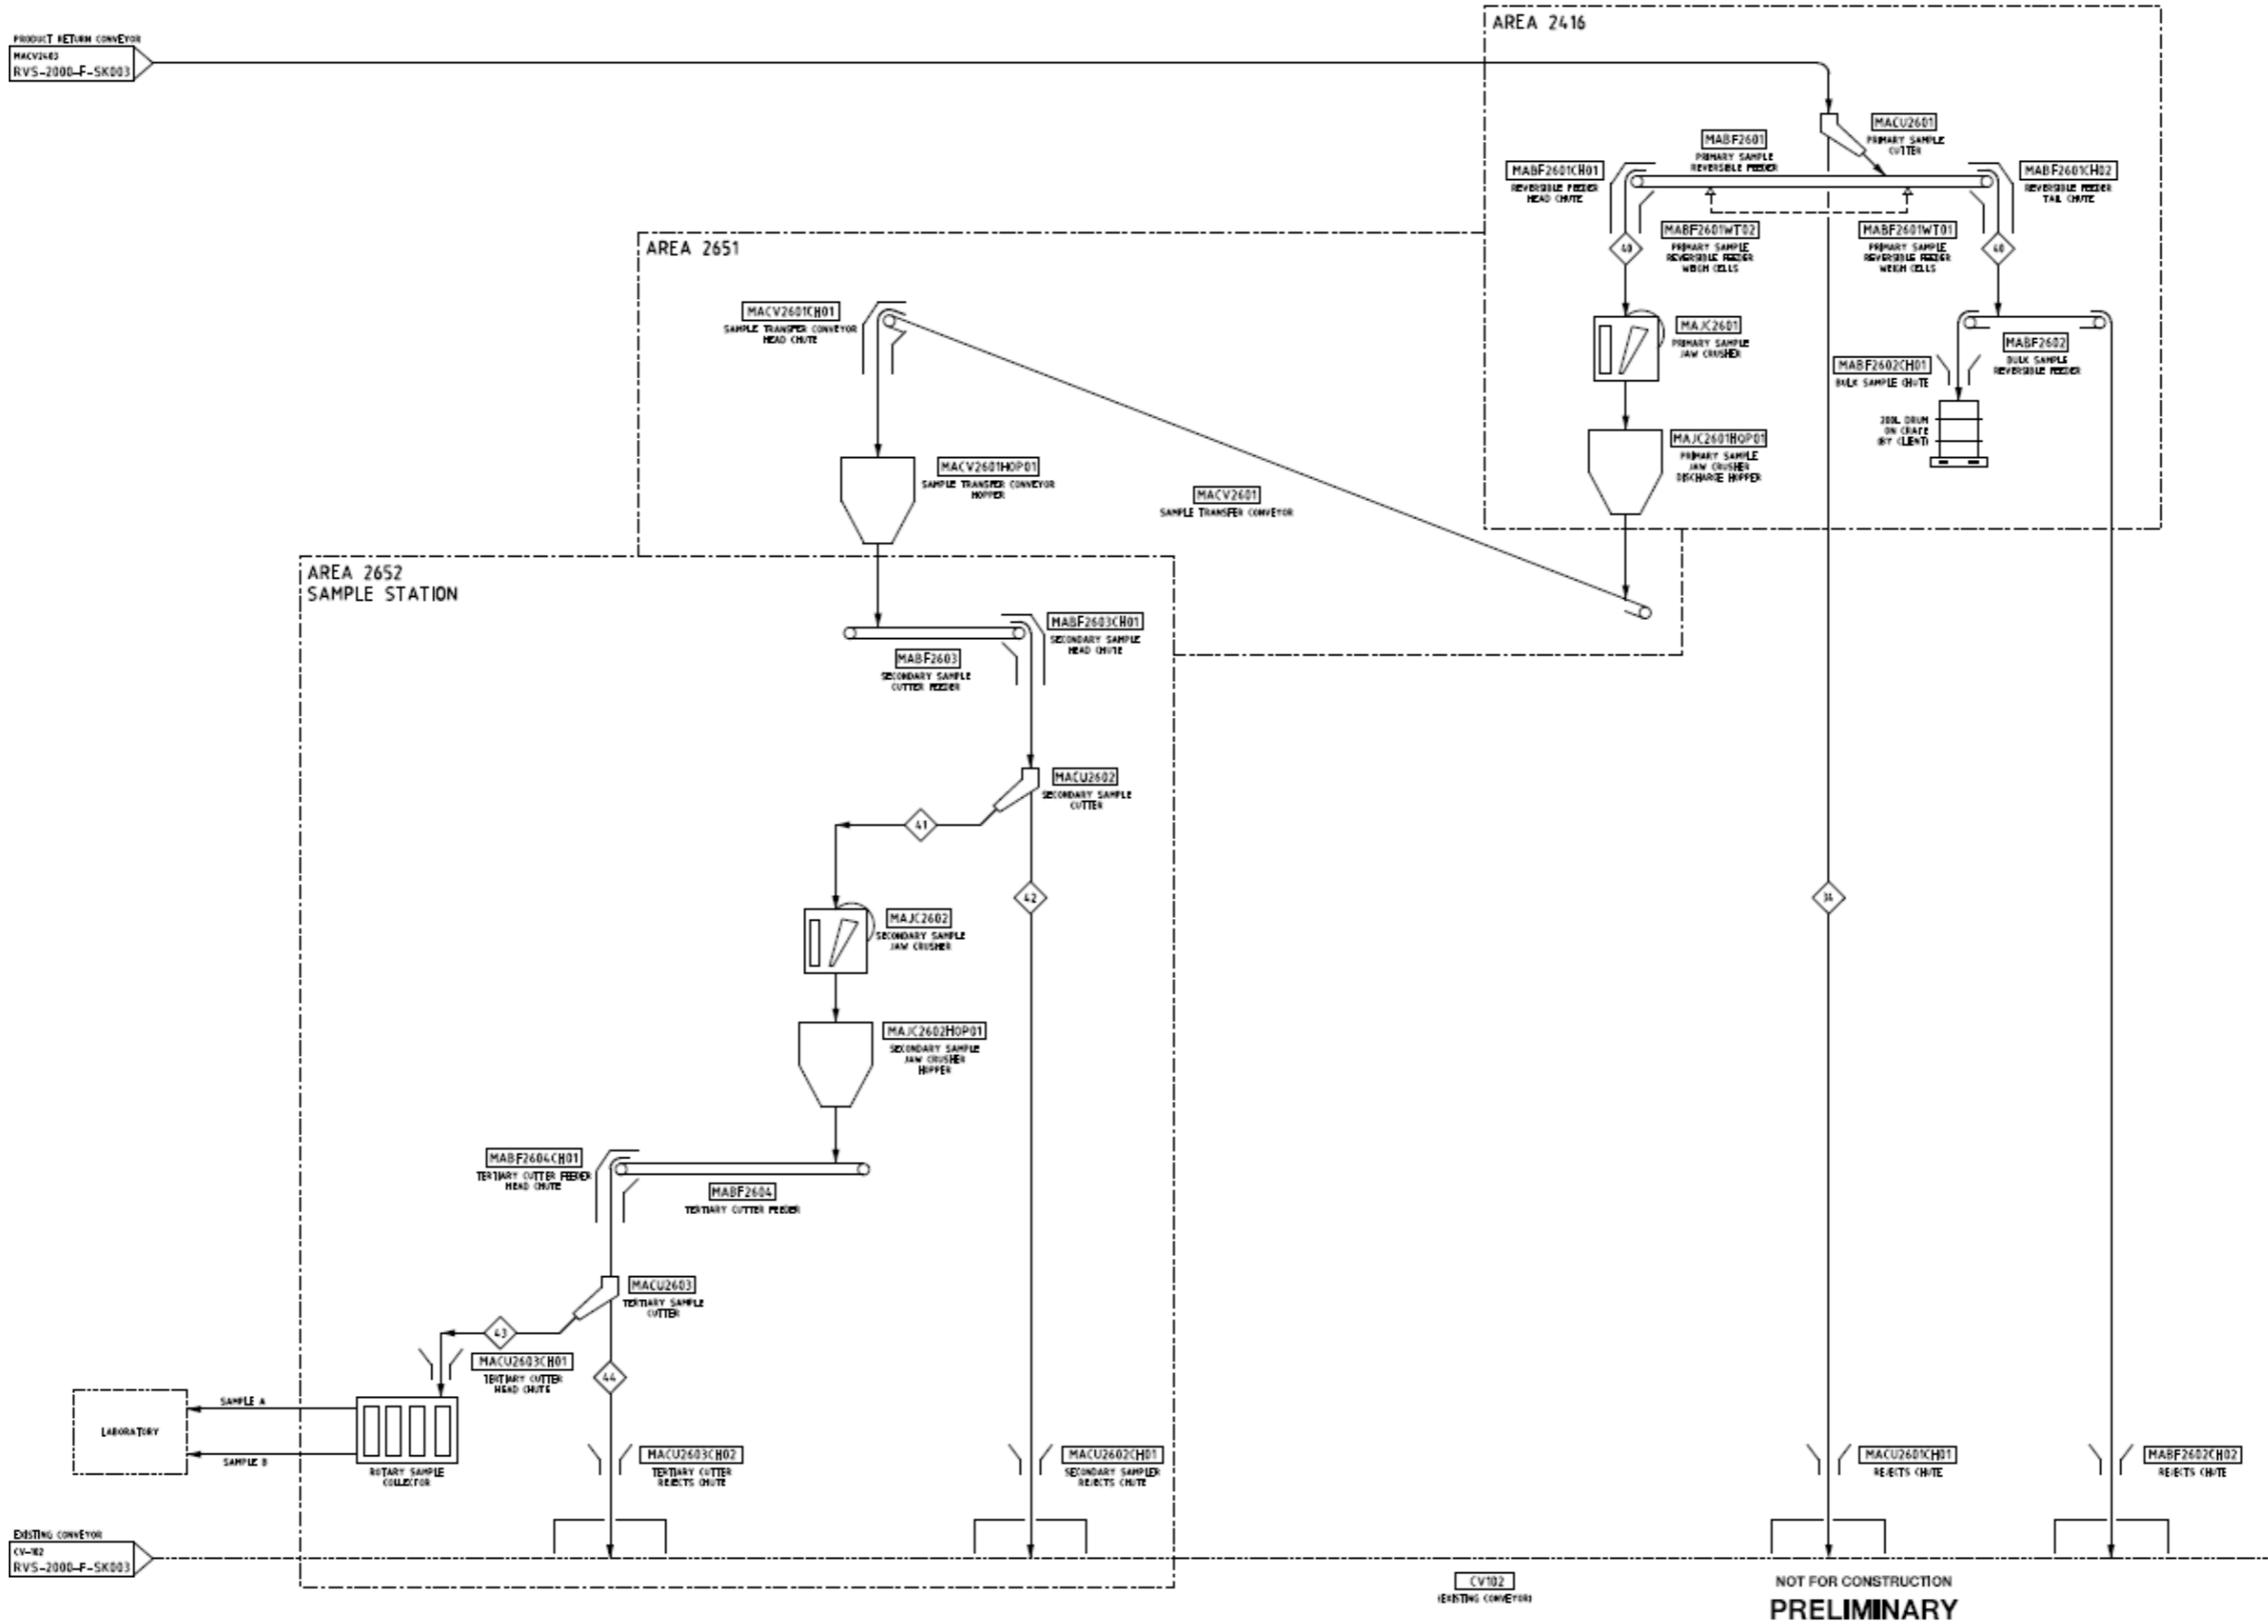 AREA 2416
PRODUCT RETURN CONVEYOR
MACV2403
RVS-2000-F-SK003
MACU2601
PRIMARY SAMPLE
CUTTER
MABF2601
PRIMARY SAMPLE
REVERSIBLE FEEDER
MABF2601CH01
REVERSIBLE FEEDER
HEAD CHUTE
MABF2601CH02
REVERSIBLE FEEDER
TAIL CHUTE
MABF2601WT02
PRIMARY SAMPLE
REVERSIBLE FEEDER
WEIGH CELLS
MABF2601WT01
PRIMARY SAMPLE
REVERSIBLE FEEDER
WEIGH CELLS
40
40
AREA 2651
MACV2601CH01
SAMPLE TRANSFER CONVEYOR
HEAD CHUTE
MAJC2601
PRIMARY SAMPLE
JAW CRUSHER
MABF2602
BULK SAMPLE
REVERSIBLE FEEDER
MABF2602CH01
BULK SAMPLE CHUTE
200L DRUM
ON CRATE
(BY CLIENT)
MAJC2601HOP01
PRIMARY SAMPLE
JAW CRUSHER
DISCHARGE HOPPER
MACV2601HOP01
SAMPLE TRANSFER CONVEYOR
HOPPER
MACV2601
SAMPLE TRANSFER CONVEYOR
AREA 2652
SAMPLE STATION
MABF2603CH01
SECONDARY SAMPLE
HEAD CHUTE
MABF2603
SECONDARY SAMPLE
CUTTER FEEDER
MACU2602
SECONDARY SAMPLE
CUTTER
41
42
34
MAJC2602
SECONDARY SAMPLE
JAW CRUSHER
MAJC2602HOP01
SECONDARY SAMPLE
JAW CRUSHER
HOPPER
MABF2604CH01
TERTIARY CUTTER FEEDER
HEAD CHUTE
MABF2604
TERTIARY CUTTER FEEDER
MACU2603
TERTIARY SAMPLE
CUTTER
43
MACU2603CH01
TERTIARY CUTTER
HEAD CHUTE
44
SAMPLE A
LABORATORY
SAMPLE B
ROTARY SAMPLE
COLLECTOR
MACU2603CH02
TERTIARY CUTTER
REJECTS CHUTE
MACU2602CH01
SECONDARY SAMPLER
REJECTS CHUTE
MACU2601CH01
REJECTS CHUTE
MABF2602CH02
REJECTS CHUTE
EXISTING CONVEYOR
CV-102
RVS-2000-F-SK003
CV102
(EXISTING CONVEYOR)
NOT FOR CONSTRUCTION
PRELIMINARY